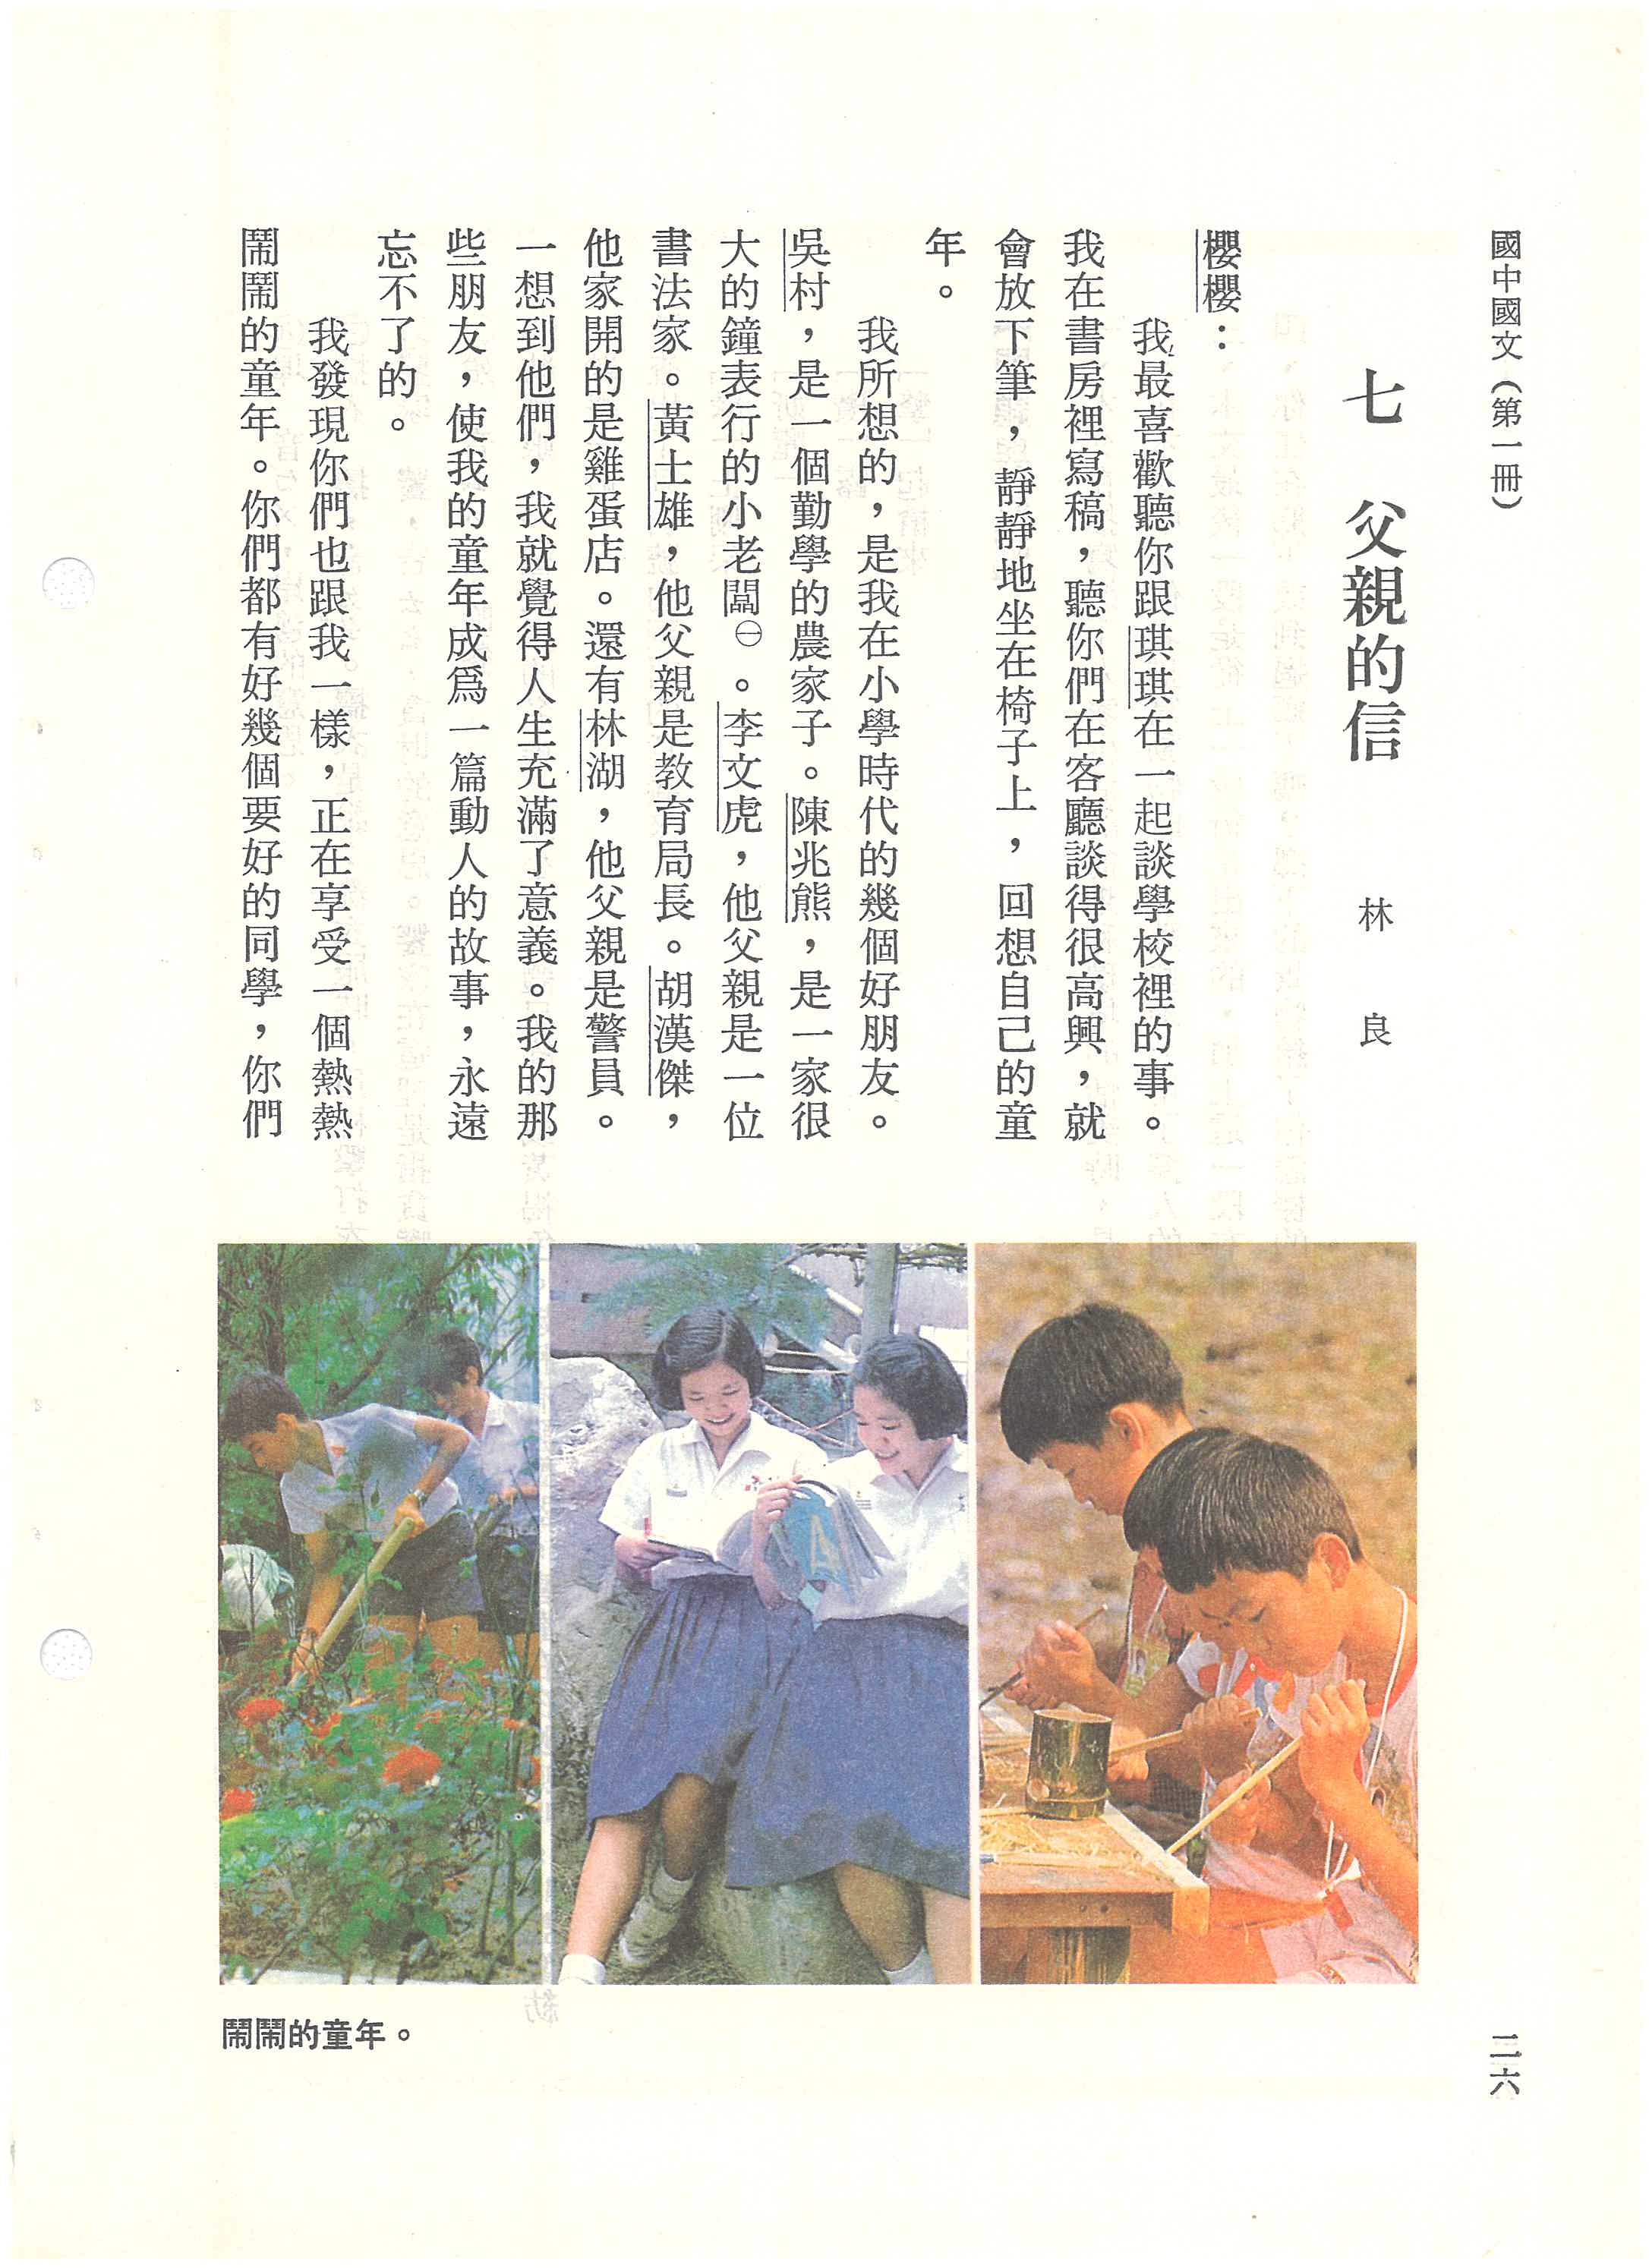 國中國文(第一冊)
七 父親的信 林良
櫻櫻：
我最喜歡聽你跟琪琪在一起談學校裡的事。
我在書房裡寫稿，聽你們在客廳談得很高興，就
會放下筆，靜靜地坐在椅子上，回想自己的童
年。
我所想的，是我在小學時代的幾個好朋友。
吳村，是一個勤學的農家子。陳兆熊，是一家很
大的鐘表行的小老闆㊀。李文虎，他父親是一位
書法家。黃士雄，他父親是教育局長。胡漢傑，
他家開的是雞蛋店。還有林湖，他父親是警員。
一想到他們，我就覺得人生充滿了意義。我的那
些朋友，使我的童年成爲一篇動人的故事，永遠
忘不了的。
我發現你們也跟我一樣，正在享受一個熱熱
鬧鬧的童年。你們都有好幾個要好的同學，你們
鬧鬧的童年。
二六